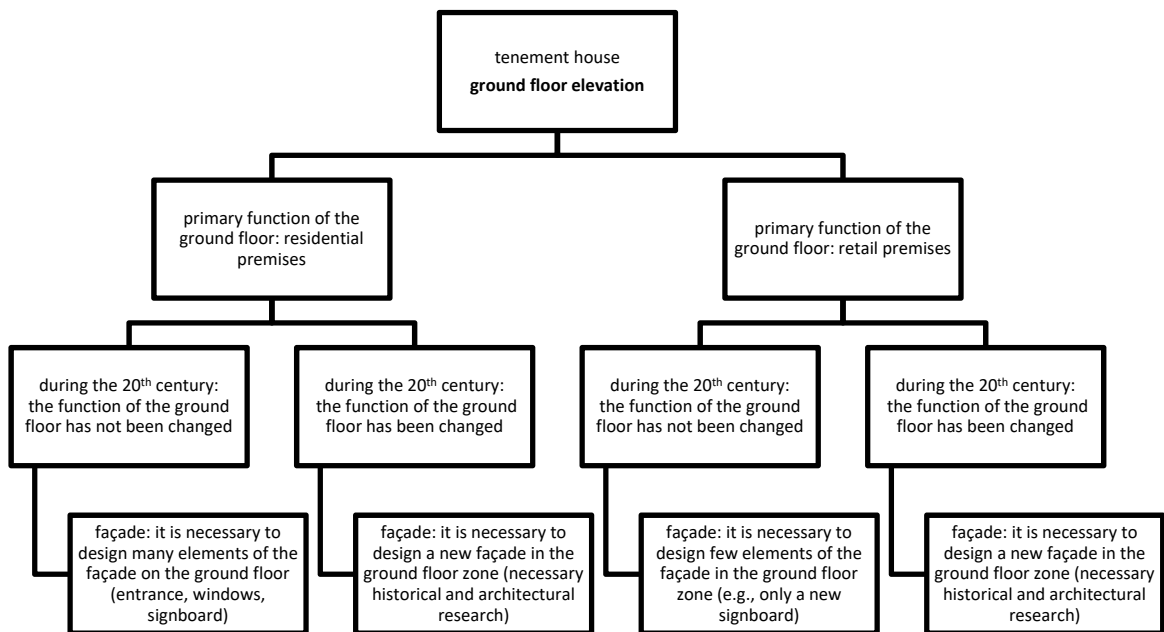 tenement house
ground floor elevation
primary function of the
ground floor: residential
premises
primary function of the
ground floor: retail premises
during the 20th century:
the function of the ground
floor has not been changed
during the 20th century:
the function of the ground
floor has been changed
during the 20th century:
the function of the ground
floor has not been changed
during the 20th century:
the function of the ground
floor has been changed
façade: it is necessary to
design many elements of the
façade on the ground floor
(entrance, windows,
signboard)
façade: it is necessary to
design a new façade in the
ground floor zone (necessary
historical and architectural
research)
façade: it is necessary to
design few elements of the
façade in the ground floor
zone (e.g., only a new
signboard)
façade: it is necessary to
design a new façade in the
ground floor zone (necessary
historical and architectural
research)